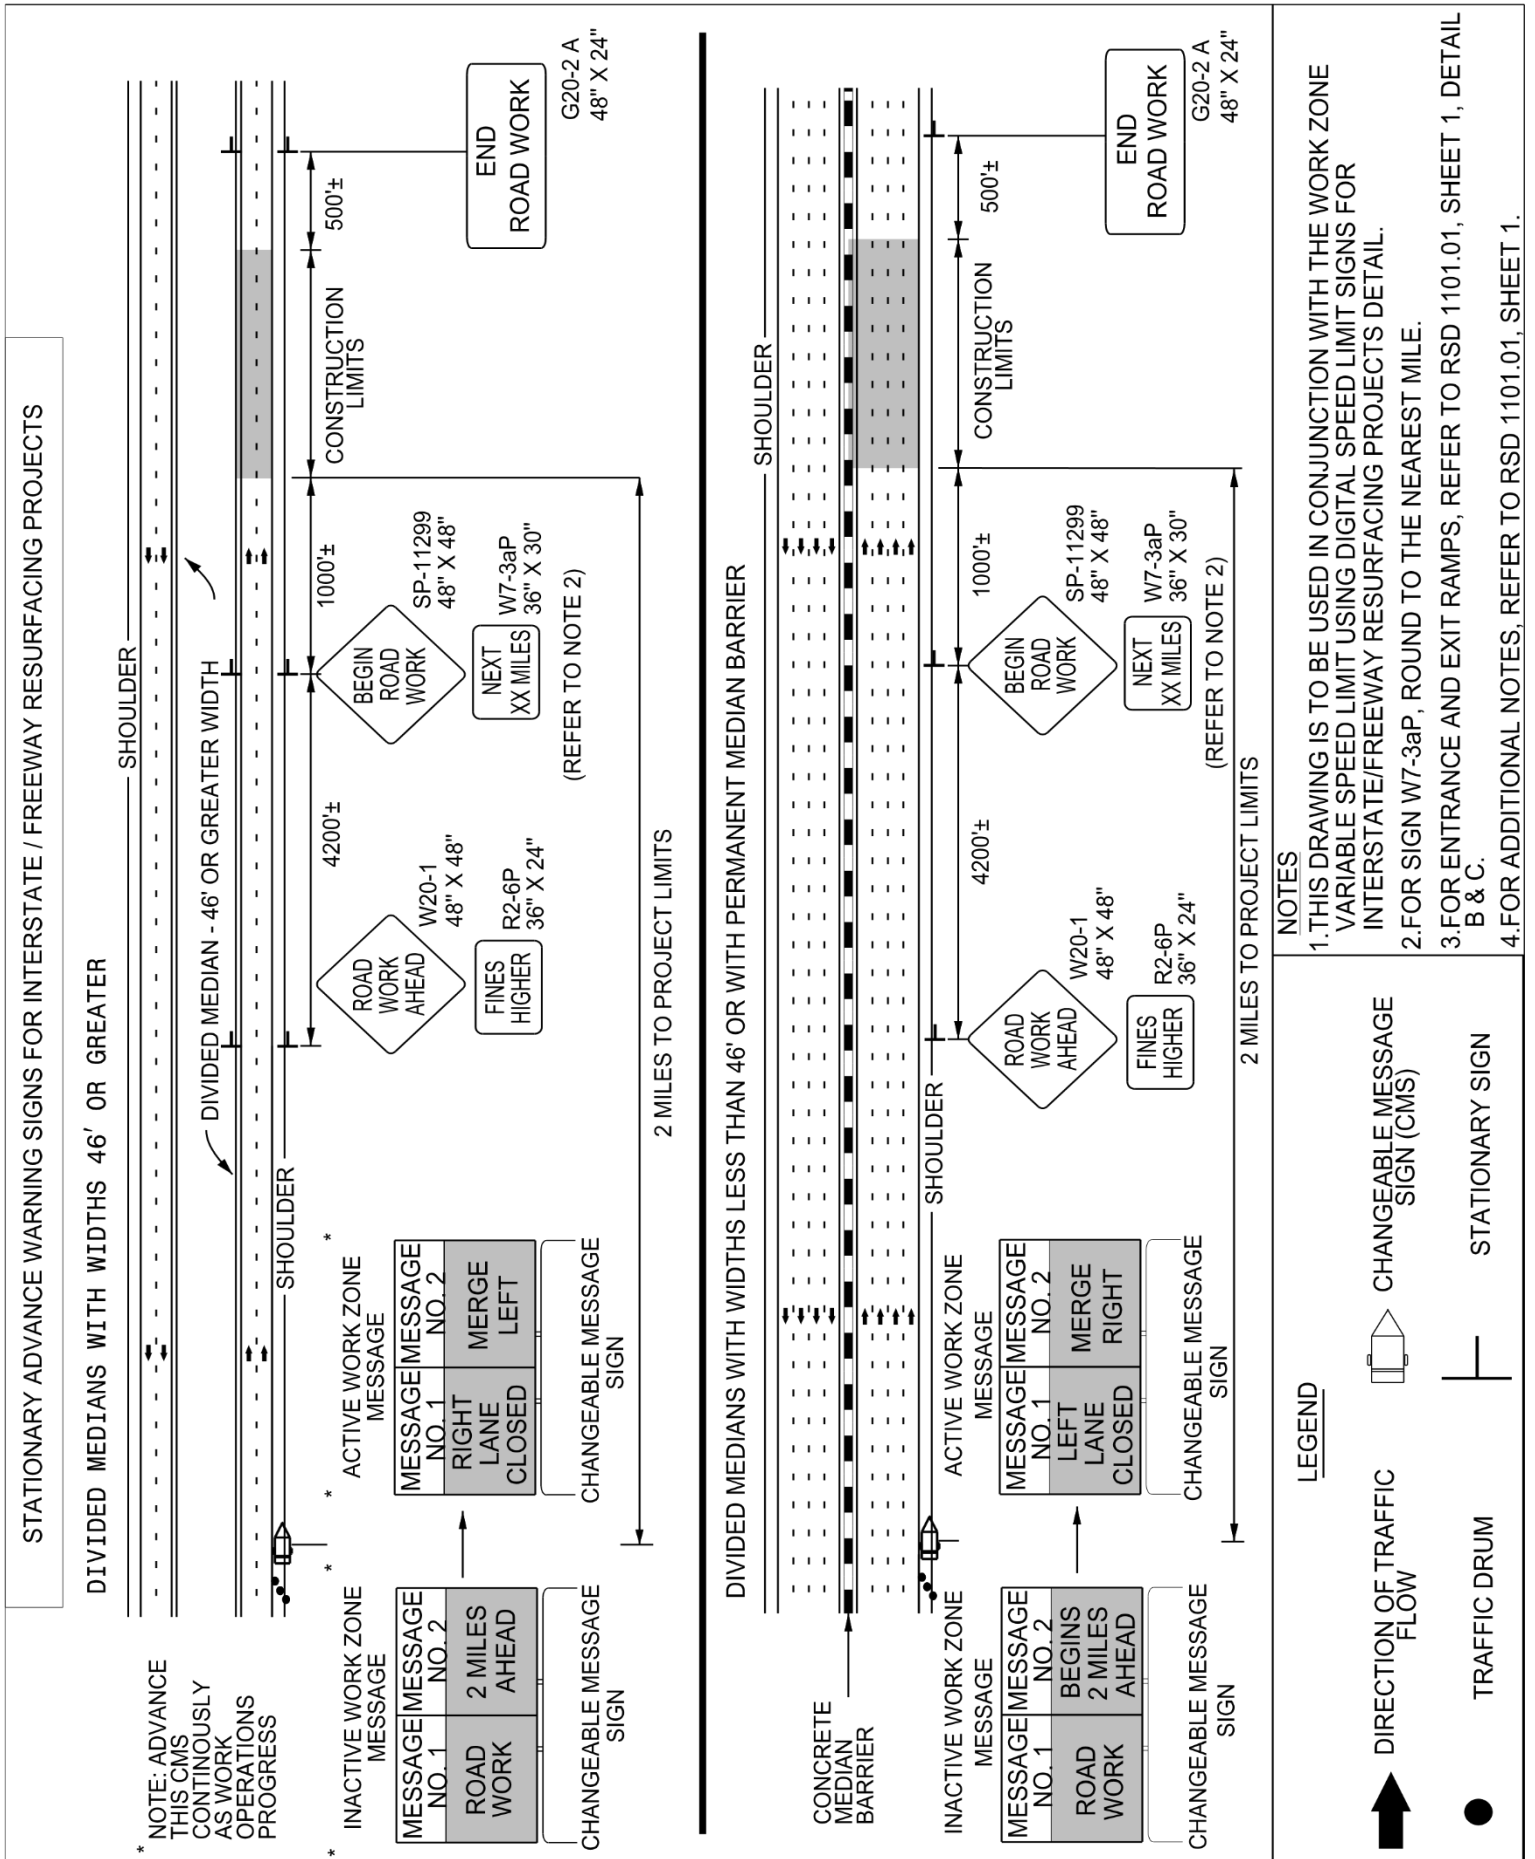 STATIONARY ADVANCE WARNING SIGNS FOR INTERSTATE / FREEWAY RESURFACING PROJECTS
DIVIDED MEDIANS WITH WIDTHS 46' OR GREATER
* NOTE: ADVANCE
THIS CMS
CONTINOUSLY
AS WORK
OPERATIONS
PROGRESS
SHOULDER
DIVIDED MEDIAN - 46' OR GREATER WIDTH
SHOULDER
* INACTIVE WORK ZONE *
MESSAGE
MESSAGE
NO. 1
MESSAGE
NO. 2
ROAD
WORK
2 MILES
AHEAD
CHANGEABLE MESSAGE
SIGN
* ACTIVE WORK ZONE *
MESSAGE
MESSAGE
NO. 1
MESSAGE
NO. 2
RIGHT
LANE
CLOSED
MERGE
LEFT
CHANGEABLE MESSAGE
SIGN
4200'±
1000'±
CONSTRUCTION
LIMITS
500'±
ROAD
WORK
AHEAD
W20-1
48" X 48"
FINES
HIGHER
R2-6P
36" X 24"
BEGIN
ROAD
WORK
SP-11299
48" X 48"
NEXT
XX MILES
W7-3aP
36" X 30"
(REFER TO NOTE 2)
END
ROAD WORK
G20-2 A
48" X 24"
2 MILES TO PROJECT LIMITS
DIVIDED MEDIANS WITH WIDTHS LESS THAN 46' OR WITH PERMANENT MEDIAN BARRIER
SHOULDER
CONCRETE
MEDIAN
BARRIER
SHOULDER
INACTIVE WORK ZONE
MESSAGE
MESSAGE
NO. 1
MESSAGE
NO. 2
ROAD
WORK
BEGINS
2 MILES
AHEAD
CHANGEABLE MESSAGE
SIGN
ACTIVE WORK ZONE
MESSAGE
MESSAGE
NO. 1
MESSAGE
NO. 2
LEFT
LANE
CLOSED
MERGE
RIGHT
CHANGEABLE MESSAGE
SIGN
4200'±
1000'±
CONSTRUCTION
LIMITS
500'±
ROAD
WORK
AHEAD
W20-1
48" X 48"
FINES
HIGHER
R2-6P
36" X 24"
BEGIN
ROAD
WORK
SP-11299
48" X 48"
NEXT
XX MILES
W7-3aP
36" X 30"
(REFER TO NOTE 2)
END
ROAD WORK
G20-2 A
48" X 24"
2 MILES TO PROJECT LIMITS
LEGEND
DIRECTION OF TRAFFIC
FLOW
CHANGEABLE MESSAGE
SIGN (CMS)
TRAFFIC DRUM
STATIONARY SIGN
NOTES
1.THIS DRAWING IS TO BE USED IN CONJUNCTION WITH THE WORK ZONE
VARIABLE SPEED LIMIT USING DIGITAL SPEED LIMIT SIGNS FOR
INTERSTATE/FREEWAY RESURFACING PROJECTS DETAIL.
2.FOR SIGN W7-3aP, ROUND TO THE NEAREST MILE.
3.FOR ENTRANCE AND EXIT RAMPS, REFER TO RSD 1101.01, SHEET 1, DETAIL
B & C.
4.FOR ADDITIONAL NOTES, REFER TO RSD 1101.01, SHEET 1.